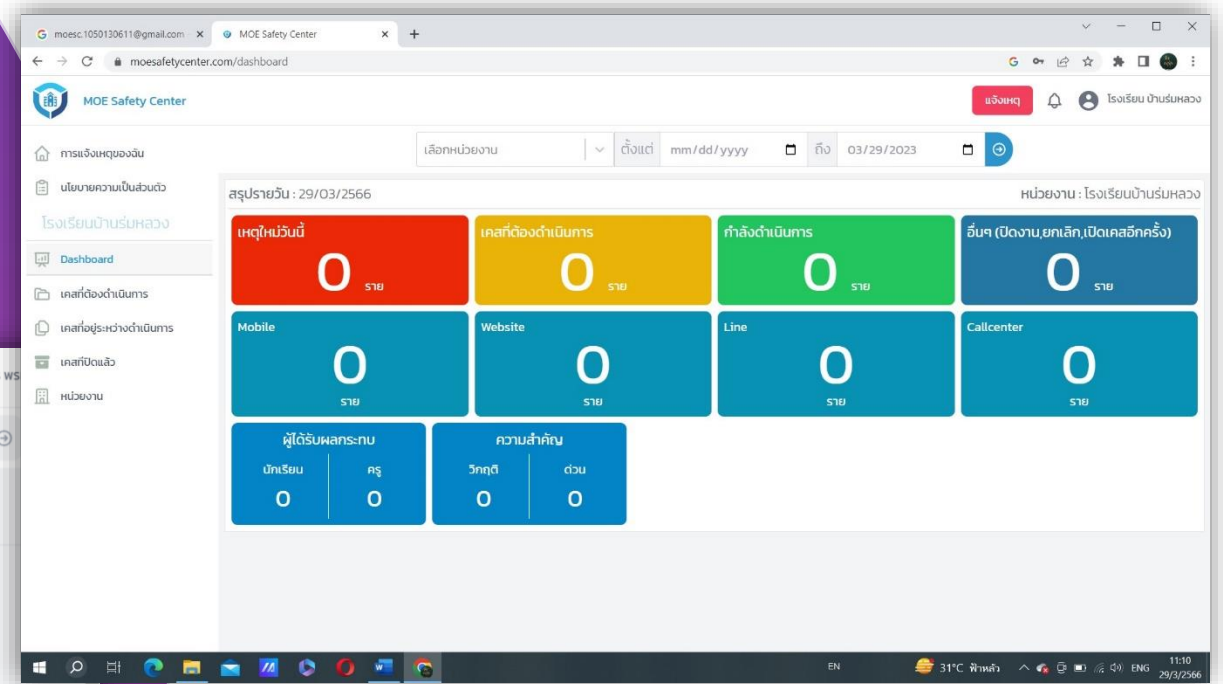 moesc.1050130611@gmail.com
MOE Safety Center
moesafetycenter.com/dashboard
MOE Safety Center
แจ้งเหตุ
โรงเรียน บ้านร่มหลวง
การแจ้งเหตุของฉัน
นโยบายความเป็นส่วนตัว
โรงเรียนบ้านร่มหลวง
Dashboard
เคสที่ต้องดำเนินการ
เคสที่อยู่ระหว่างดำเนินการ
เคสที่ปิดแล้ว
หน่วยงาน
เลือกหน่วยงาน ตั้งแต่ mm/dd/yyyy ถึง 03/29/2023
สรุปรายวัน : 29/03/2566 หน่วยงาน : โรงเรียนบ้านร่มหลวง
เหตุใหม่วันนี้
0 ราย
เคสที่ต้องดำเนินการ
0 ราย
กำลังดำเนินการ
0 ราย
อื่นๆ (ปิดงาน,ยกเลิก,เปิดเคสอีกครั้ง)
0 ราย
Mobile
0
ราย
Website
0
ราย
Line
0
ราย
Callcenter
0
ราย
ผู้ได้รับผลกระทบ
นักเรียน ครู
0 0
ความสำคัญ
วิกฤติ ด่วน
0 0
พร
EN
31°C ฟ้าหลัว
ENG
11:10
29/3/2566